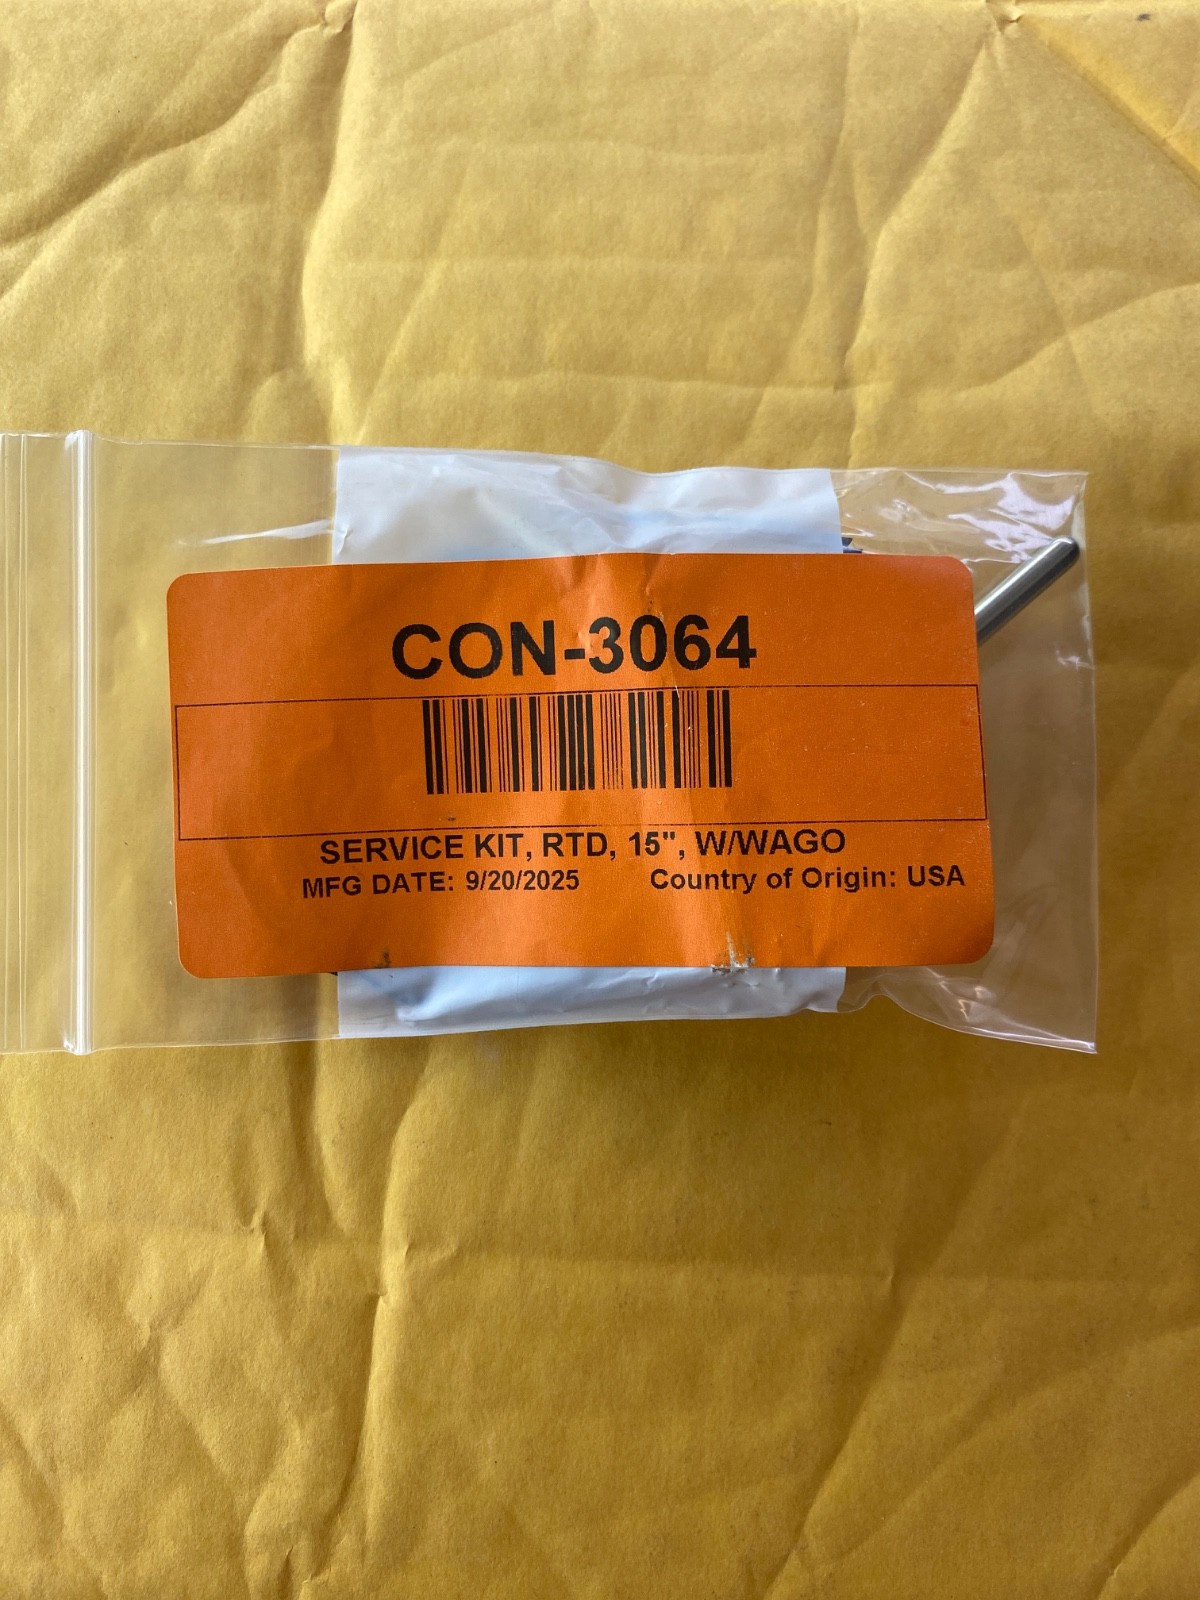 CON-3064
SERVICE KIT, RTD, 15", W/WAGO
MFG DATE: 9/20/2025 Country of Origin: USA